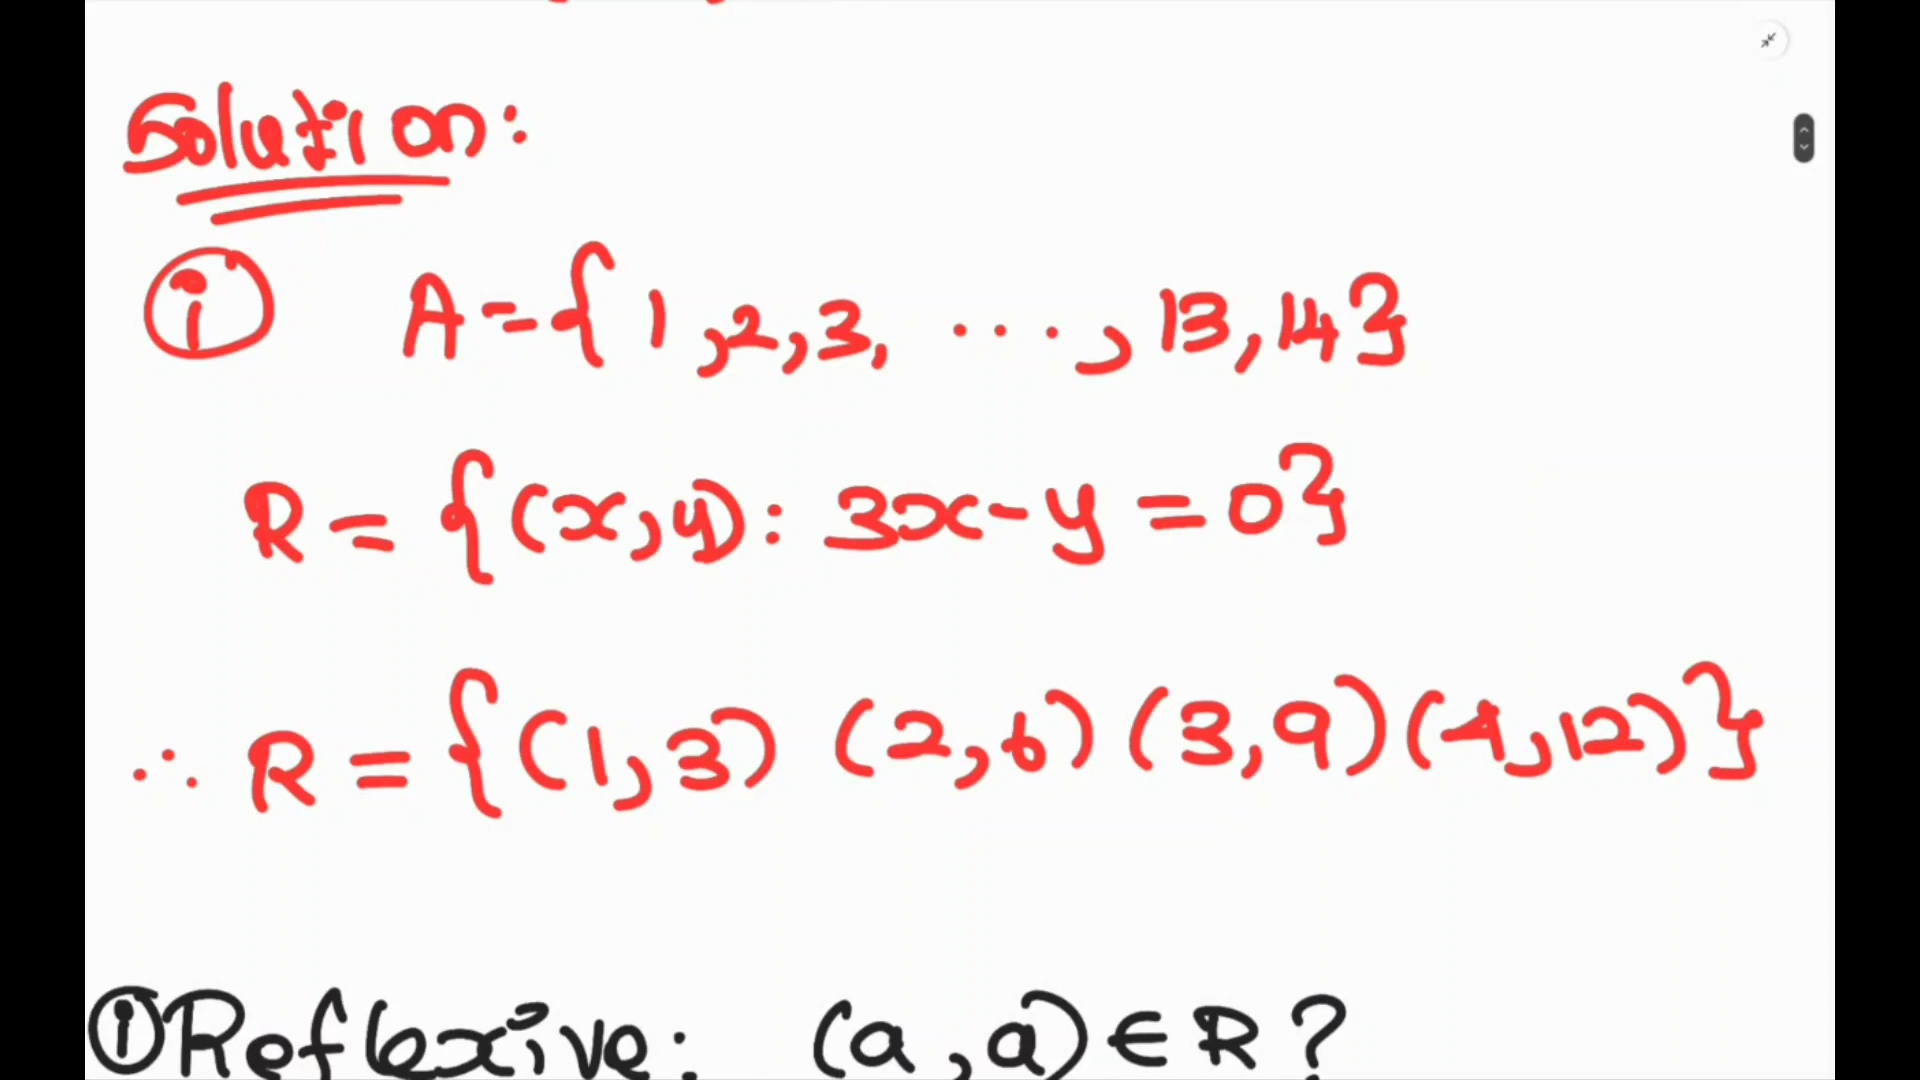 Solution:
i A={1,2,3, ...,13,14}
R={(x,y): 3x-y=0}
∴ R={(1,3) (2,6)(3,9)(4,12)}
i Reflexive: (a,a)∈R?